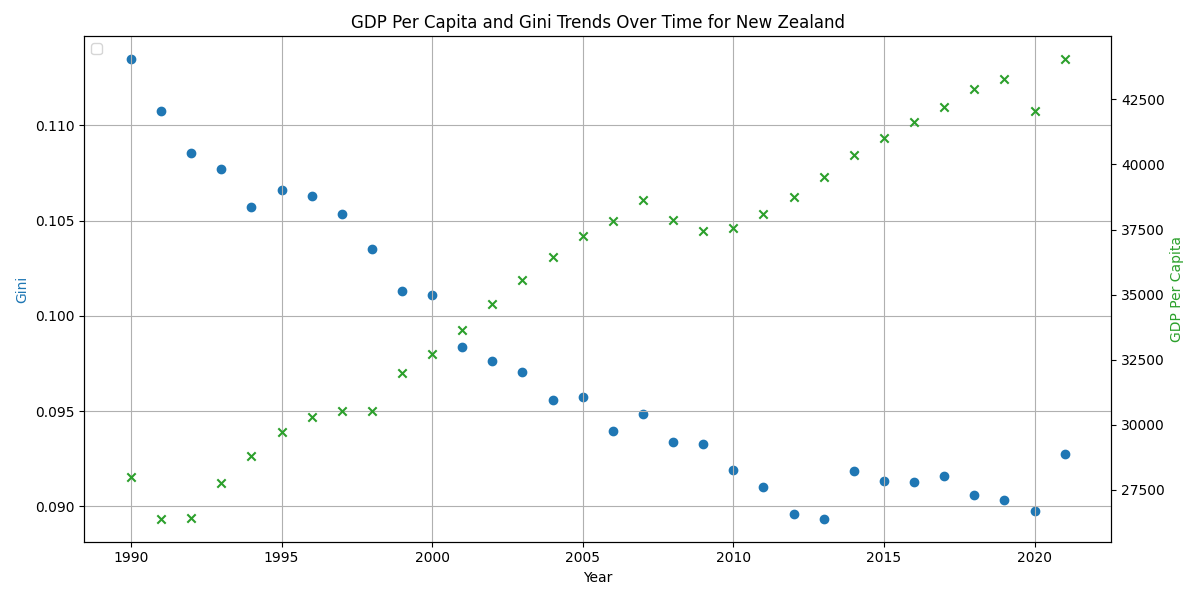 GDP Per Capita and Gini Trends Over Time for New Zealand
0.110
0.105
0.100
0.095
0.090
Gini
42500
40000
37500
35000
32500
30000
27500
GDP Per Capita
1990 1995 2000 2005 2010 2015 2020
Year